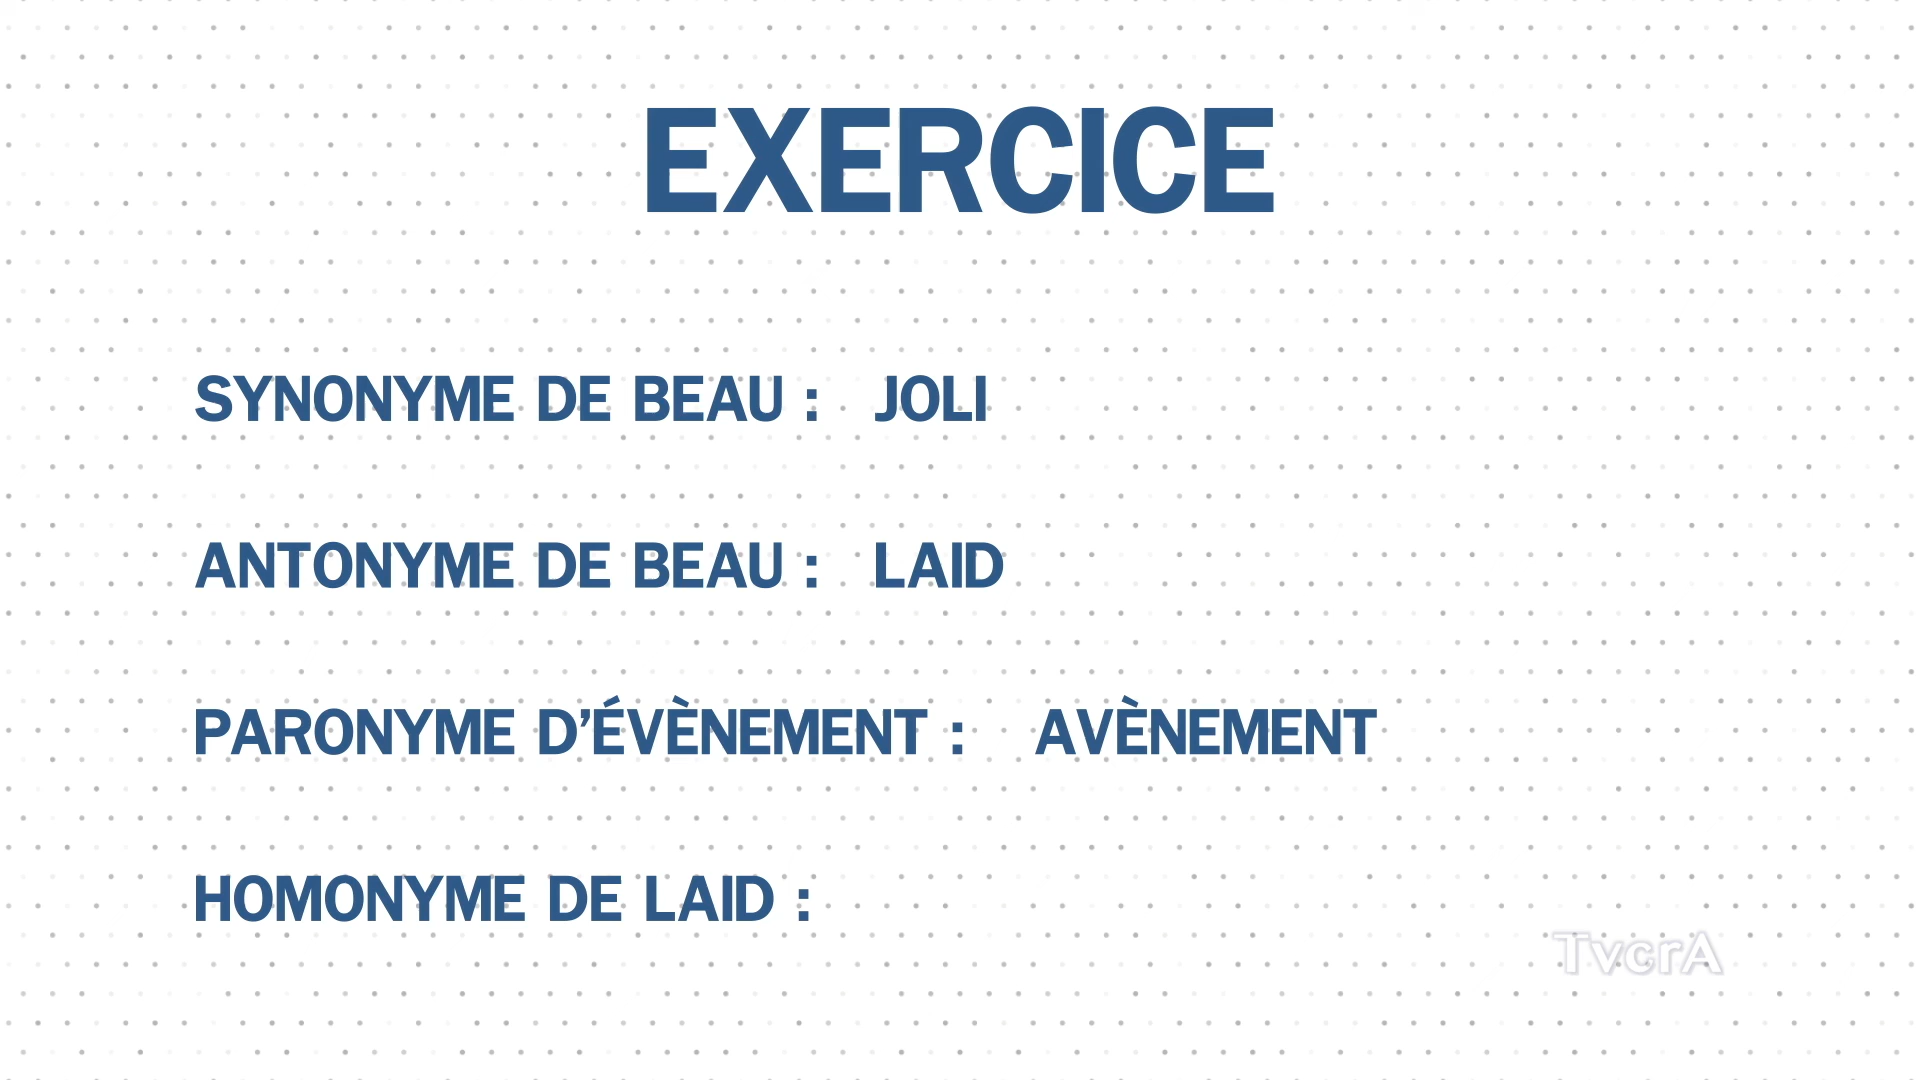 EXERCICE
SYNONYME DE BEAU : JOLI
ANTONYME DE BEAU : LAID
PARONYME D’ÉVÈNEMENT : AVÈNEMENT
HOMONYME DE LAID :
TvcrA